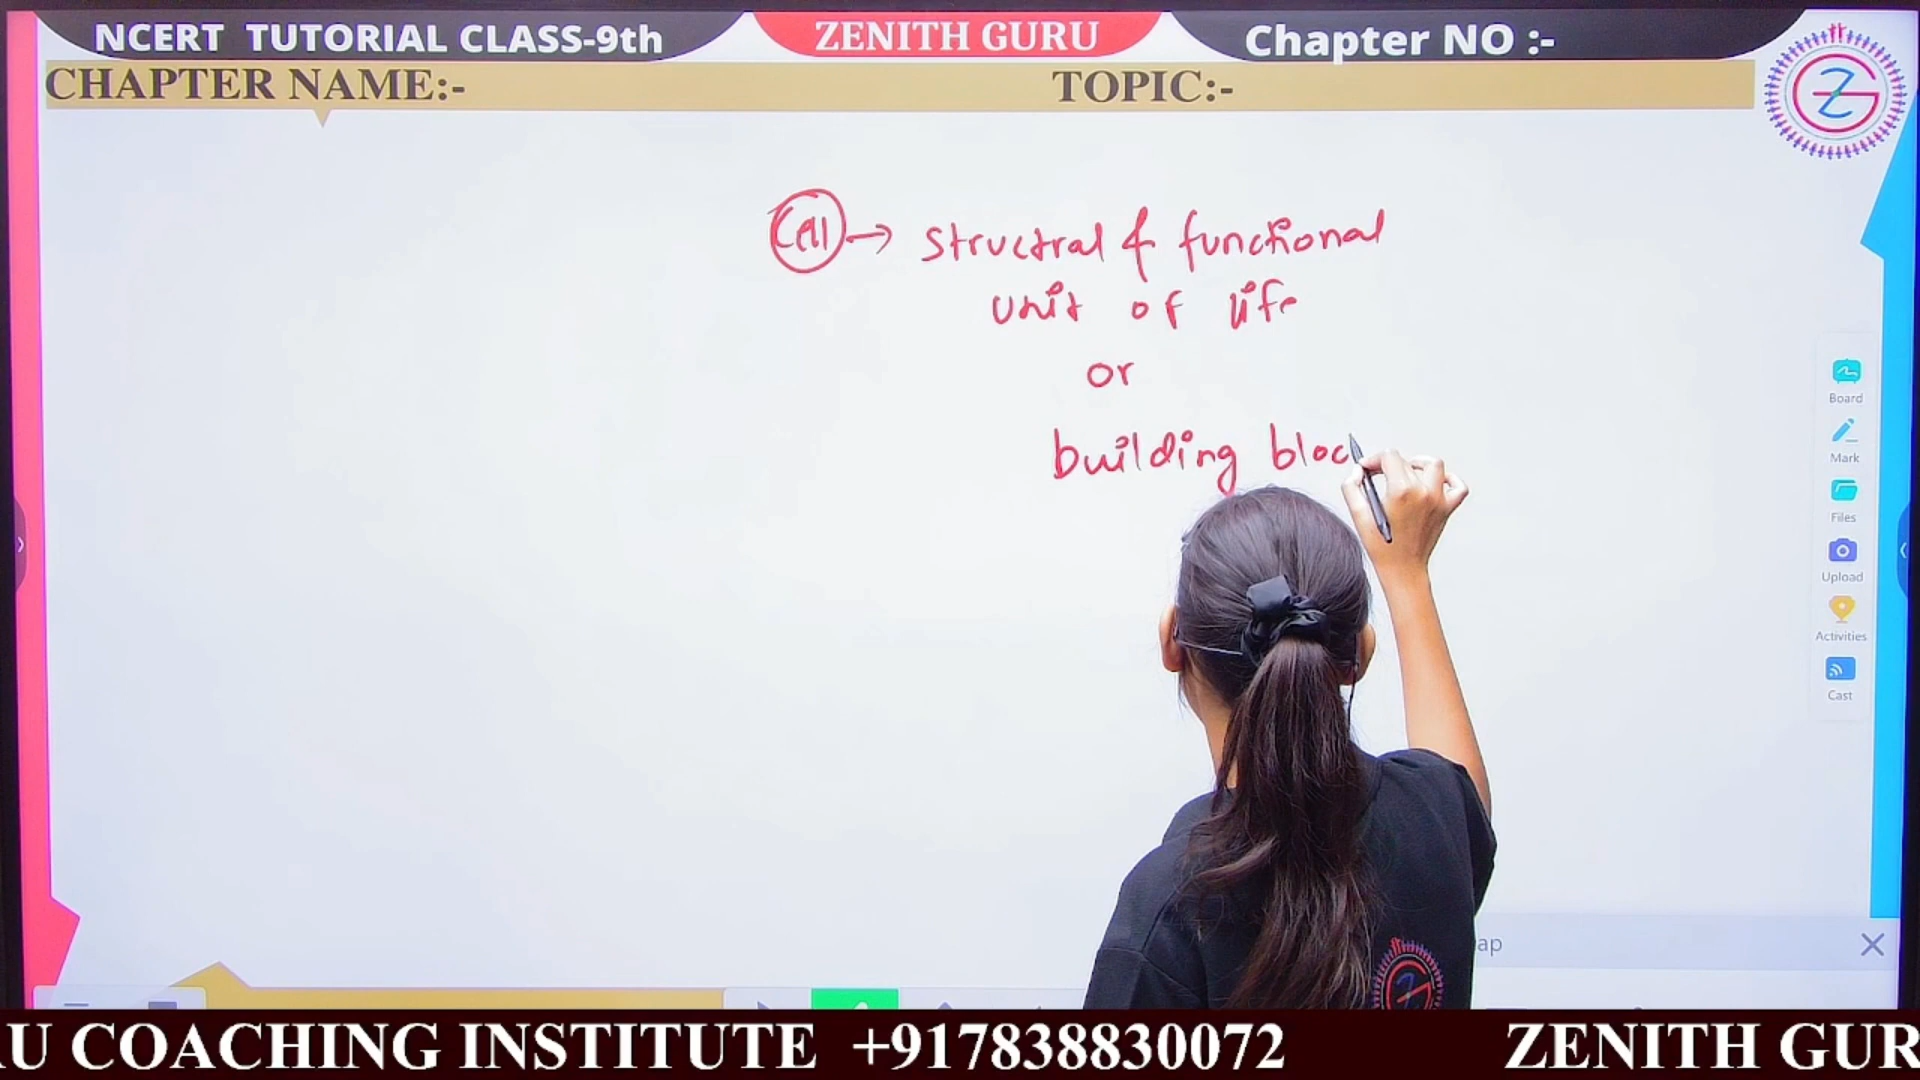 NCERT TUTORIAL CLASS-9th
ZENITH GURU
Chapter NO :-
CHAPTER NAME:-
TOPIC:-
Cell → Structral & functional
unit of life
or
building bloc
Board
Mark
Files
Upload
Activities
Cast
ap
U COACHING INSTITUTE +917838830072 ZENITH GUR